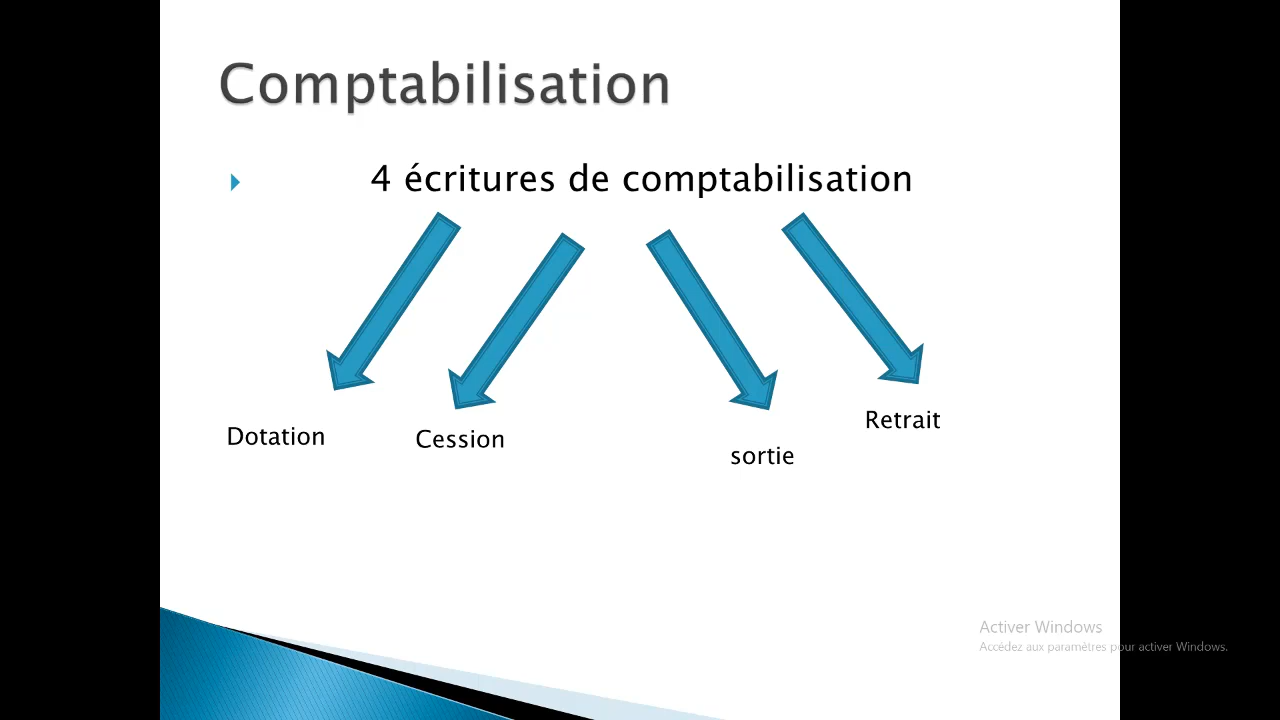 Comptabilisation
4 écritures de comptabilisation
Dotation
Cession
sortie
Retrait
Activer Windows
Accédez aux paramètres pour activer Windows.